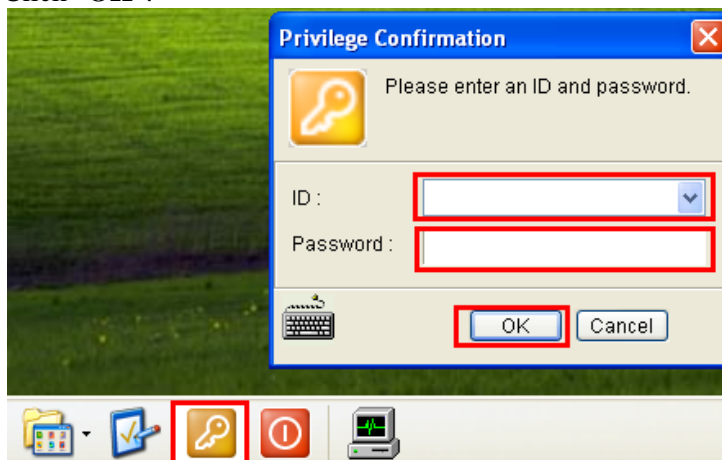 Privilege Confirmation
Please enter an ID and password.
ID :
Password :
OK
Cancel